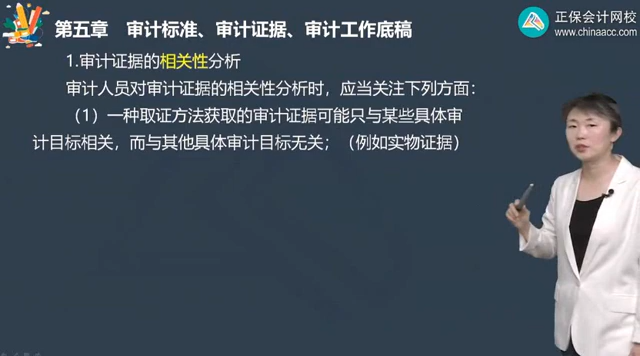 第五章 审计标准、审计证据、审计工作底稿
正保会计网校
www.chinaacc.com
1.审计证据的相关性分析
审计人员对审计证据的相关性分析时，应当关注下列方面：
（1）一种取证方法获取的审计证据可能只与某些具体审
计目标相关，而与其他具体审计目标无关；（例如实物证据）